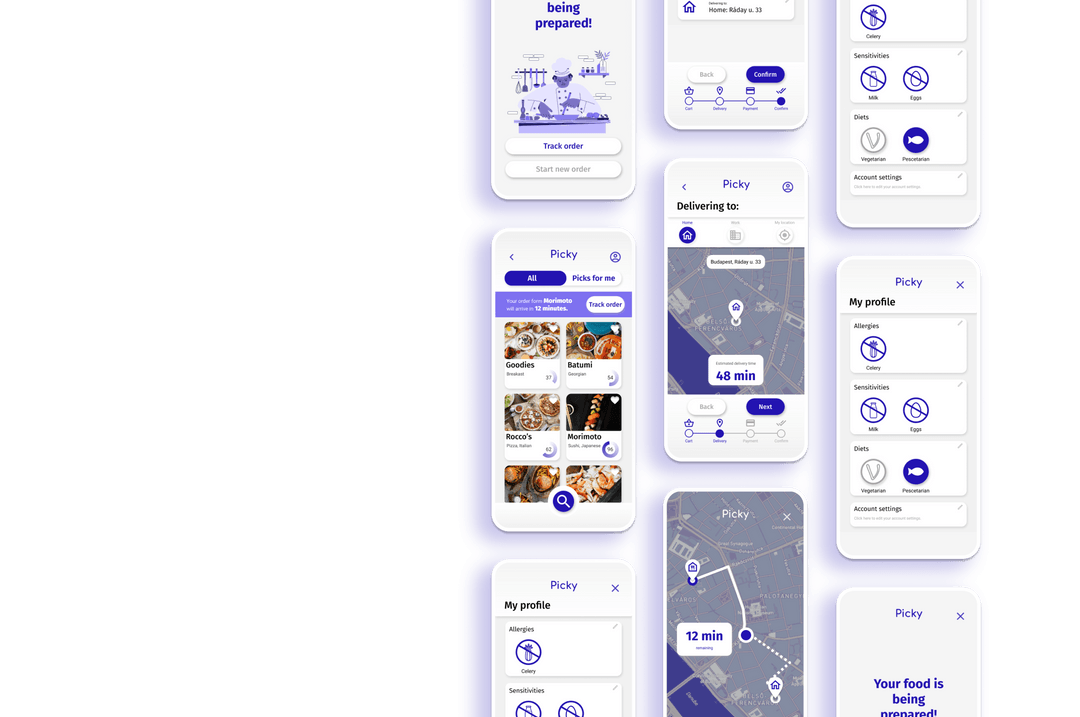 being
prepared!
Track order
Start new order
Picky
All
Picks for me
Your order form Morimoto
will arrive in 12 minutes.
Track order
Goodies
Breakfast
37
Batumi
Georgian
54
Rocco's
Pizza, Italian
62
Morimoto
Sushi, Japanese
96
Picky
My profile
Allergies
Celery
Sensitivities
Delivering to
Home: Ráday u. 33
Back
Confirm
Cart
Delivery
Payment
Confirm
Picky
Delivering to:
Home
Work
My location
Budapest, Ráday u. 33
BELSŐ
FERENCVÁROS
Estimated delivery time
48 min
Back
Next
Cart
Delivery
Payment
Confirm
Picky
12 min
remaining
BELSŐ
FERENCVÁROS
Celery
Sensitivities
Milk
Eggs
Diets
Vegetarian
Pescetarian
Account settings
Click here to edit your account settings.
Picky
My profile
Allergies
Celery
Sensitivities
Milk
Eggs
Diets
Vegetarian
Pescetarian
Account settings
Click here to edit your account settings.
Picky
Your food is
being
prepared!